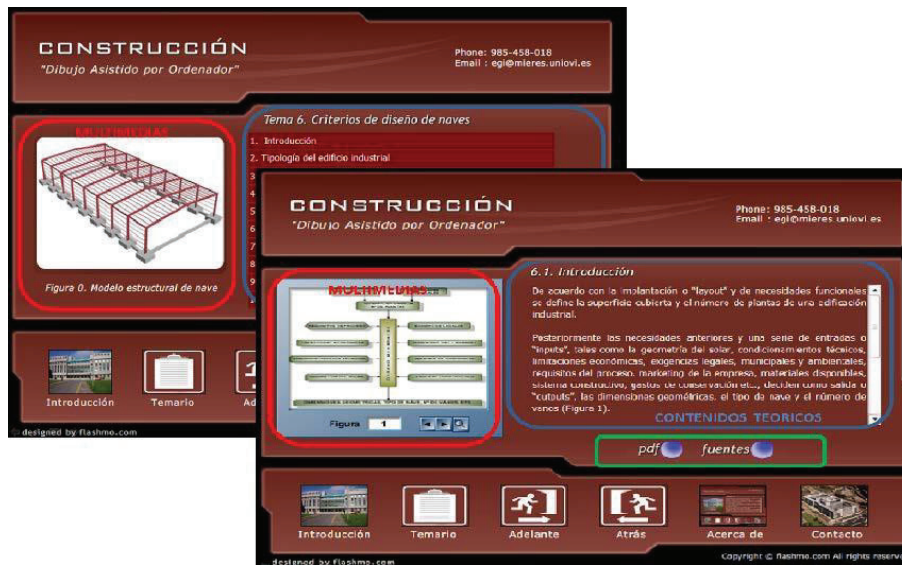 CONSTRUCCIÓN
"Dibujo Asistido por Ordenador"
Phone: 985-458-018
Email : egi@mieres.uniovi.es
MULTIMEDIAS
Figura 0. Modelo estructural de nave
Tema 6. Criterios de diseño de naves
1. Introducción
2. Tipología del edificio industrial
3
4
5
6
7
8
9
Introducción
Temario
designed by flashmo.com
CONSTRUCCIÓN
"Dibujo Asistido por Ordenador"
Phone: 985-458-018
Email : egi@mieres.uniovi.es
MULTIMEDIAS
Figura 1
6.1. Introducción
De acuerdo con la implantación o "layout" y de necesidades funcionales
se define la superficie cubierta y el número de plantas de una edificación
industrial.
Posteriormente las necesidades anteriores y una serie de entradas o
"inputs", tales como la geometría del solar, condicionamientos técnicos,
limitaciones económicas, exigencias legales, municipales y ambientales,
requisitos del proceso, marketing de la empresa, materiales disponibles,
sistema constructivo, gastos de conservación etc.., deciden como salida o
"outputs", las dimensiones geométricas, el tipo de nave y el número de
vanos (Figura 1).
CONTENIDOS TEORICOS
pdf
fuentes
Introducción
Temario
Adelante
Atrás
Acerca de
Contacto
designed by flashmo.com
Copyright © flashmo.com All rights reserve